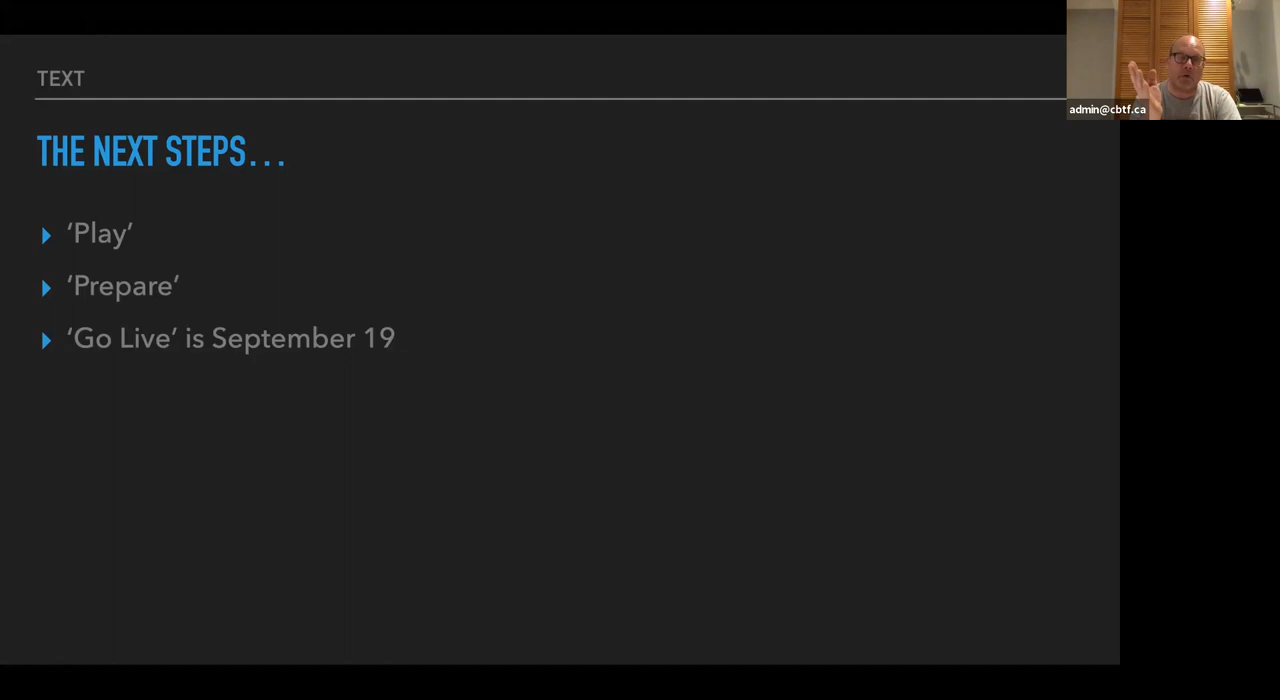 TEXT
THE NEXT STEPS...
‘Play’
‘Prepare’
‘Go Live’ is September 19
admin@cbtf.ca